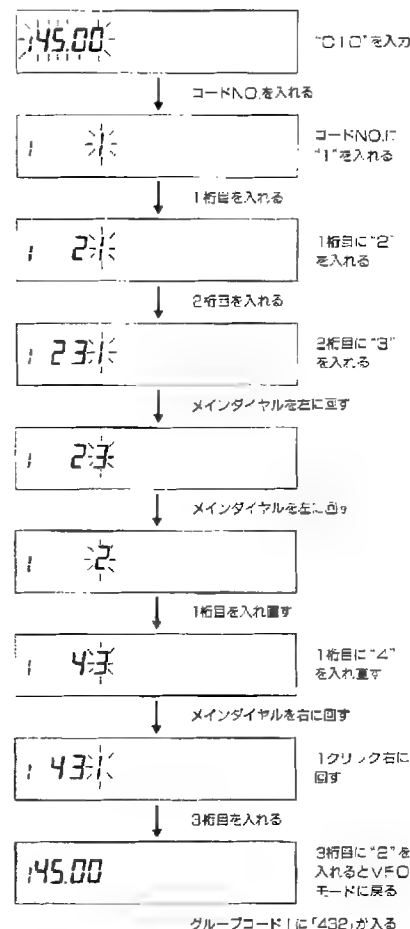 145.00
"C10"を入力
コードNO.を入れる
1 1
コードNO.に
"1"を入れる
1桁目を入れる
1 21
1桁目に"2"
を入れる
2桁目を入れる
1 231
2桁目に"3"
を入れる
メインダイヤルを左に回す
1 23
メインダイヤルを左に回す
1 2
1桁目を入れ直す
1 43
1桁目に"4"
を入れ直す
メインダイヤルを右に回す
1 431
1クリック右に
回す
3桁目を入れる
145.00
3桁目に"2"を
入れるとVFO
モードに戻る
グループコード1に「432」が入る